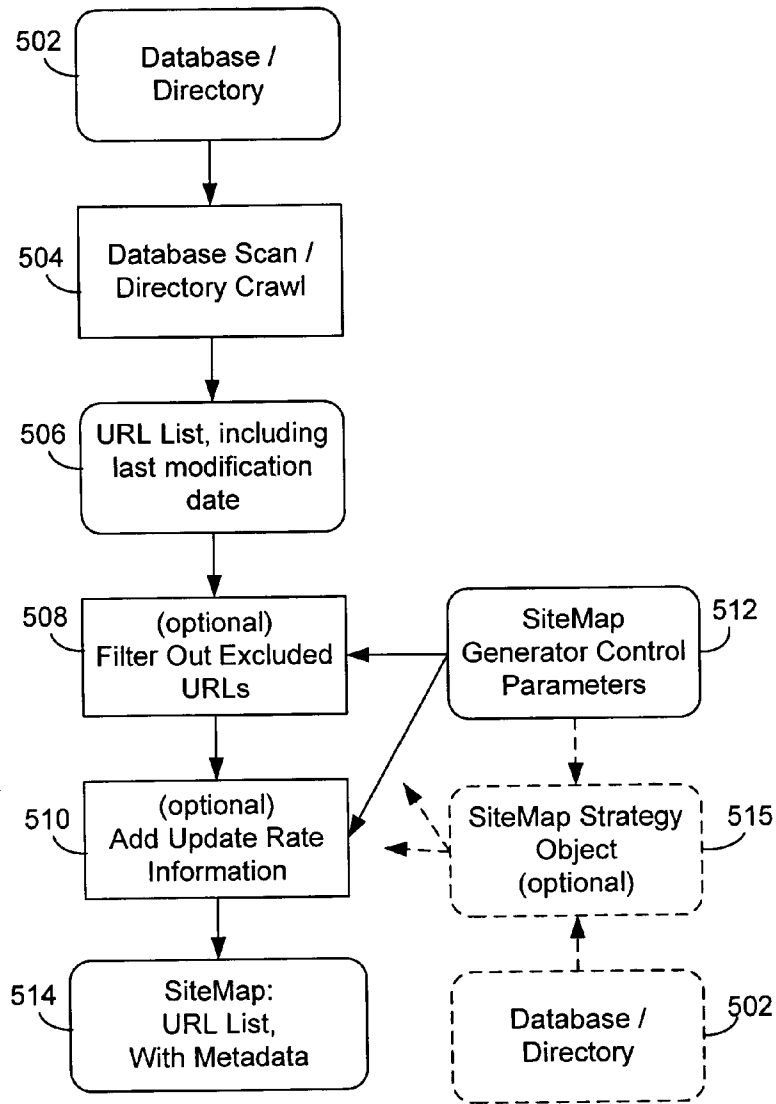 502
Database /
Directory
504
Database Scan /
Directory Crawl
506
URL List, including
last modification
date
508
(optional)
Filter Out Excluded
URLs
SiteMap
Generator Control
Parameters
512
510
(optional)
Add Update Rate
Information
SiteMap Strategy
Object
(optional)
515
514
SiteMap:
URL List,
With Metadata
Database /
Directory
502